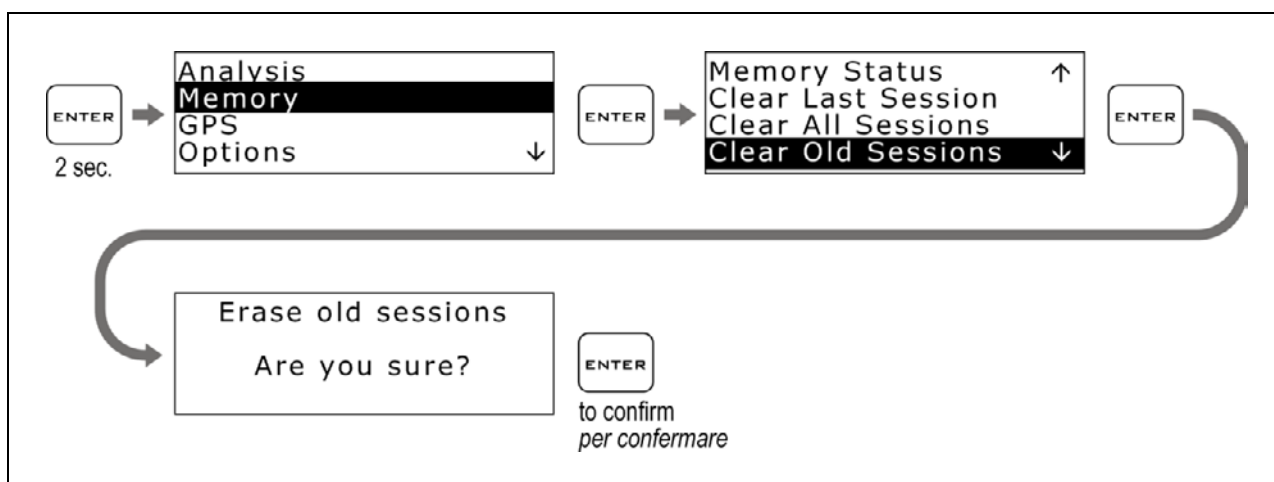 ENTER
2 sec.
Analysis
Memory
GPS
Options ↓
ENTER
Memory Status ↑
Clear Last Session
Clear All Sessions
Clear Old Sessions ↓
ENTER
Erase old sessions
Are you sure?
ENTER
to confirm
per confermare